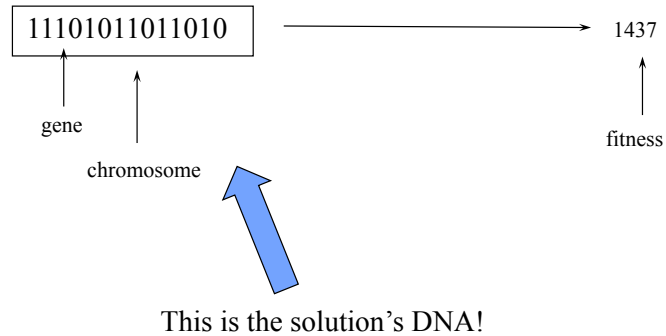 11101011011010
1437
gene
fitness
chromosome
This is the solution’s DNA!